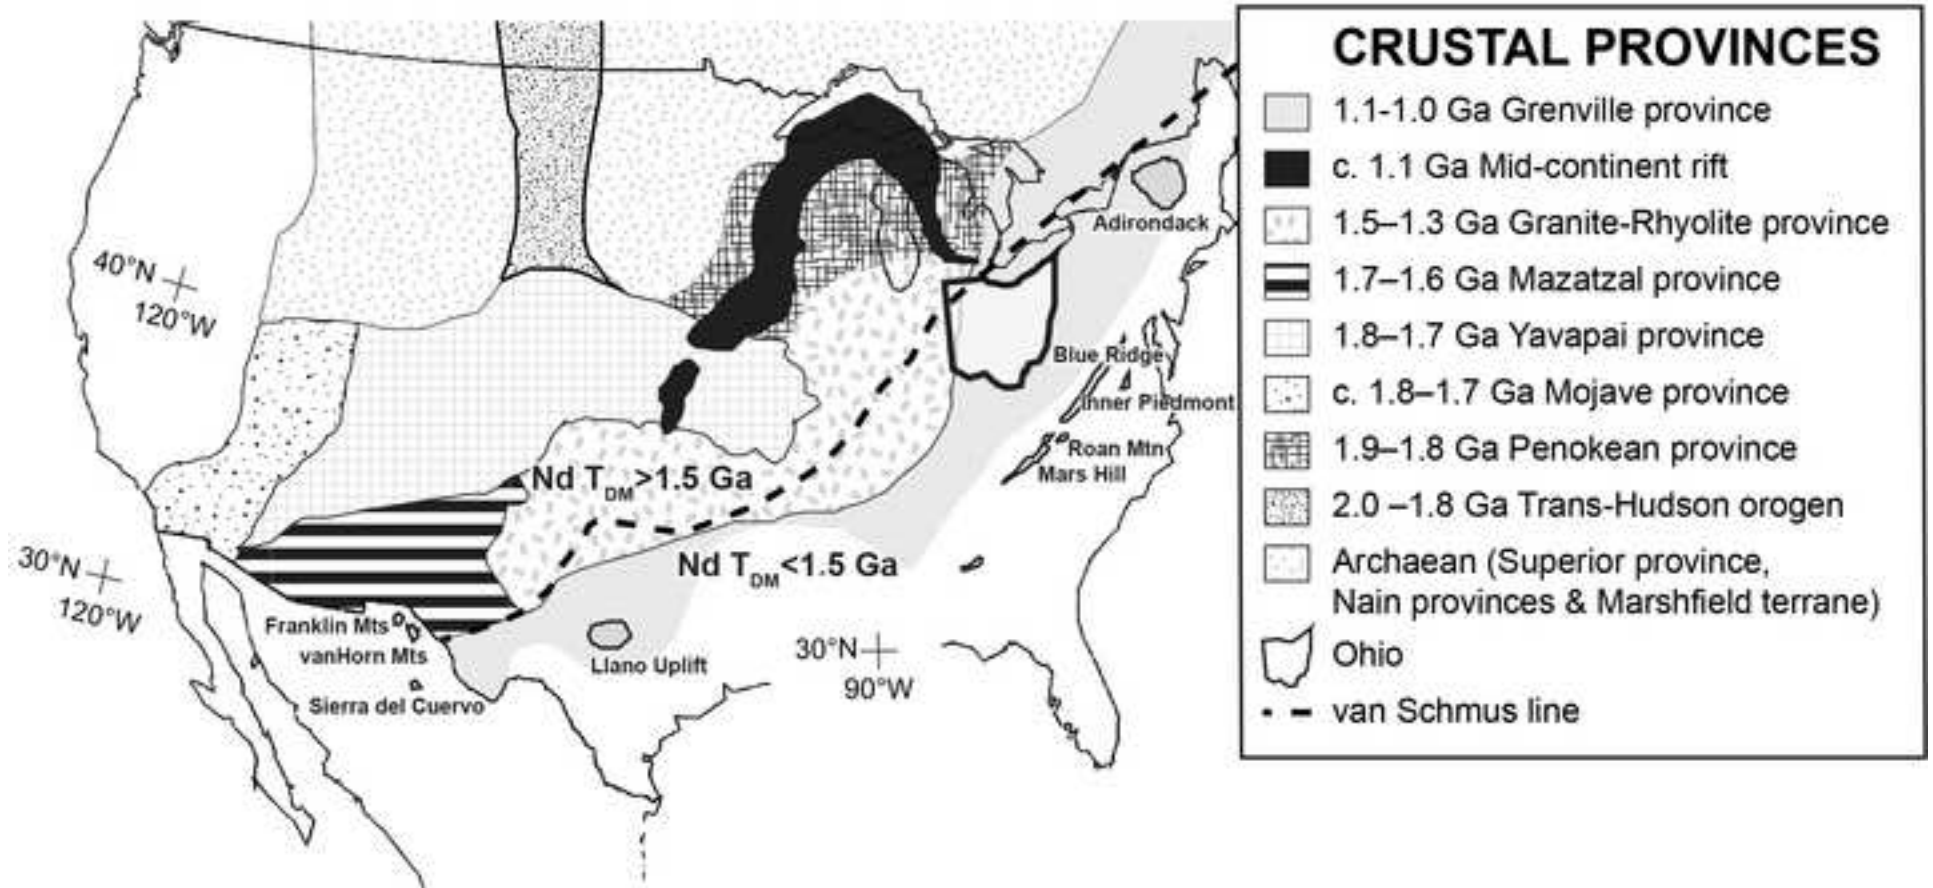 CRUSTAL PROVINCES
1.1-1.0 Ga Grenville province
c. 1.1 Ga Mid-continent rift
1.5–1.3 Ga Granite-Rhyolite province
1.7–1.6 Ga Mazatzal province
1.8–1.7 Ga Yavapai province
c. 1.8–1.7 Ga Mojave province
1.9–1.8 Ga Penokean province
2.0 –1.8 Ga Trans-Hudson orogen
Archaean (Superior province,
Nain provinces & Marshfield terrane)
Ohio
van Schmus line
Adirondack
40°N
120°W
Blue Ridge
Inner Piedmont
Roan Mtn
Mars Hill
Nd TDM>1.5 Ga
Nd TDM<1.5 Ga
30°N
120°W
Franklin Mts
vanHorn Mts
Sierra del Cuervo
Llano Uplift
30°N
90°W